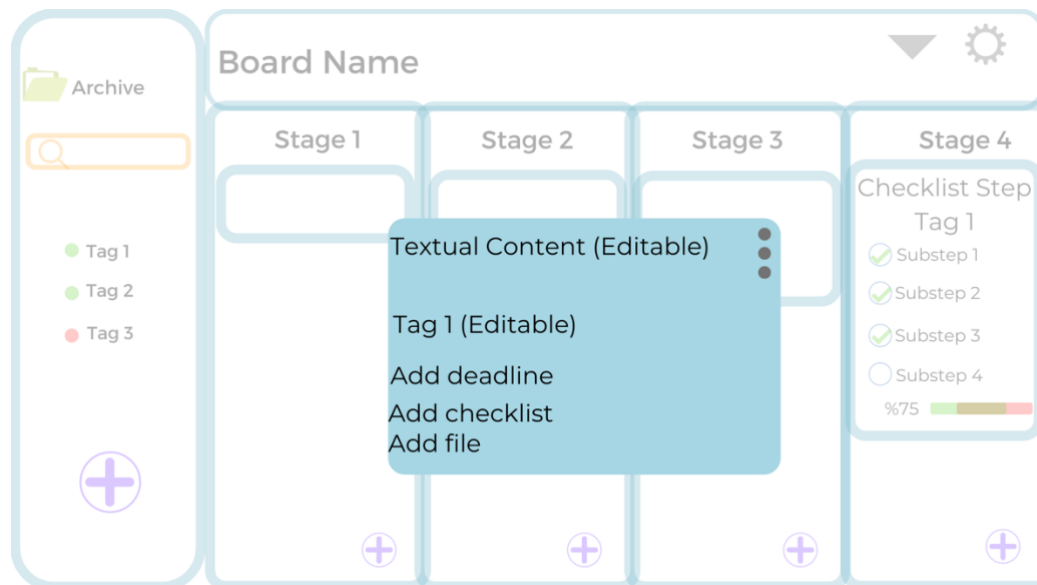 Archive
Board Name
Stage 1
Stage 2
Stage 3
Stage 4
Tag 1
Tag 2
Tag 3
Textual Content (Editable)
Tag 1 (Editable)
Add deadline
Add checklist
Add file
Checklist Step
Tag 1
Substep 1
Substep 2
Substep 3
Substep 4
%75